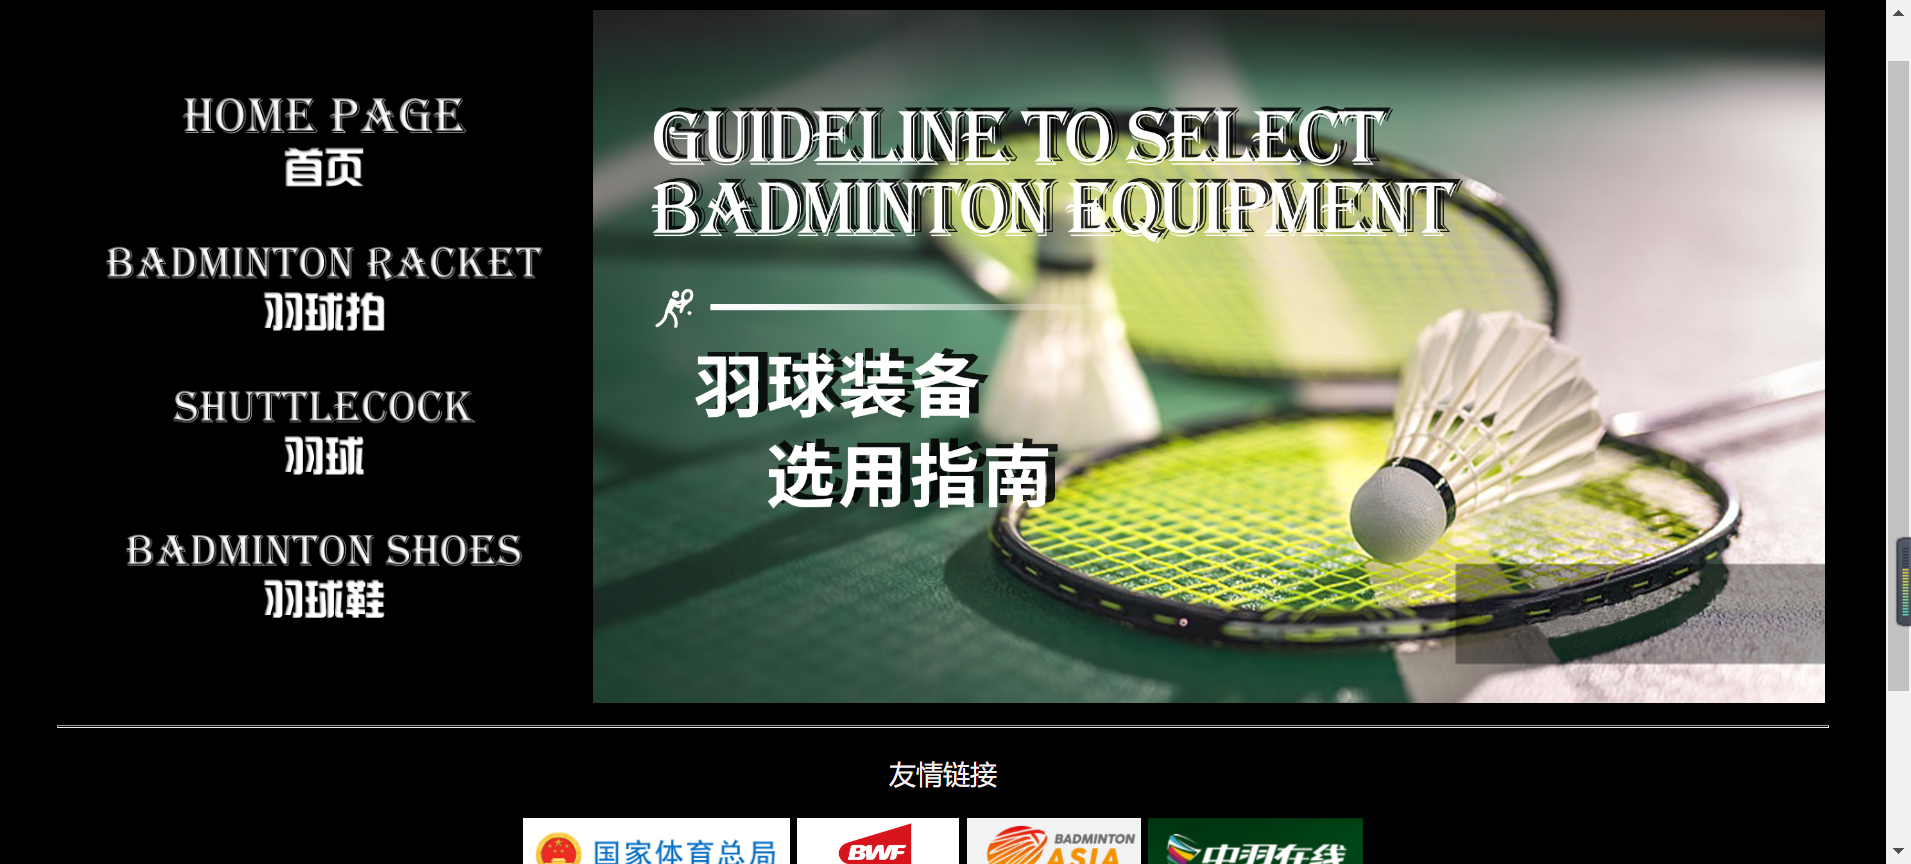 HOME PAGE
首页
BADMINTON RACKET
羽球拍
SHUTTLECOCK
羽球
BADMINTON SHOES
羽球鞋
GUIDELINE TO SELECT
BADMINTON EQUIPMENT
羽球装备
选用指南
友情链接
国家体育总局
BWF
BADMINTON
ASIA
中羽在线